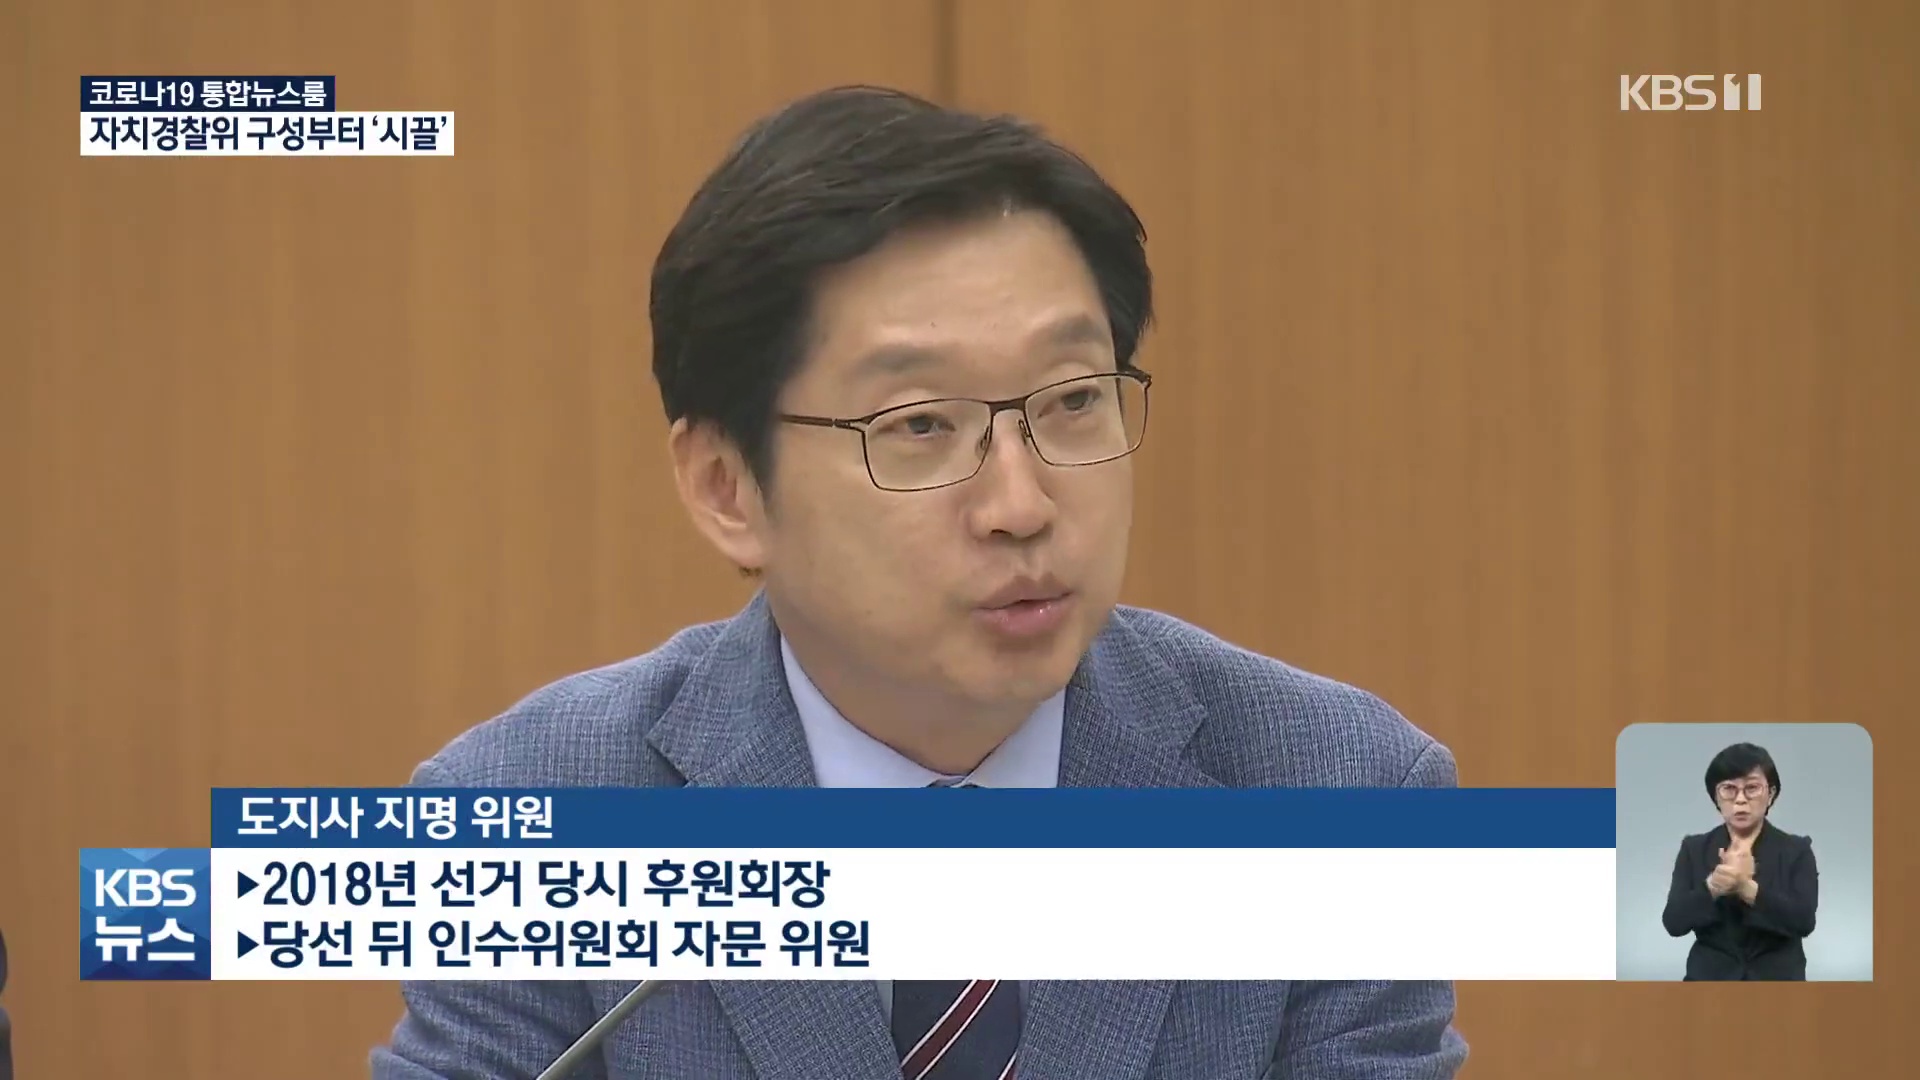 코로나19 통합뉴스룸
자치경찰위 구성부터 ‘시끌’
KBS 1
도지사 지명 위원
▶2018년 선거 당시 후원회장
▶당선 뒤 인수위원회 자문 위원
KBS
뉴스